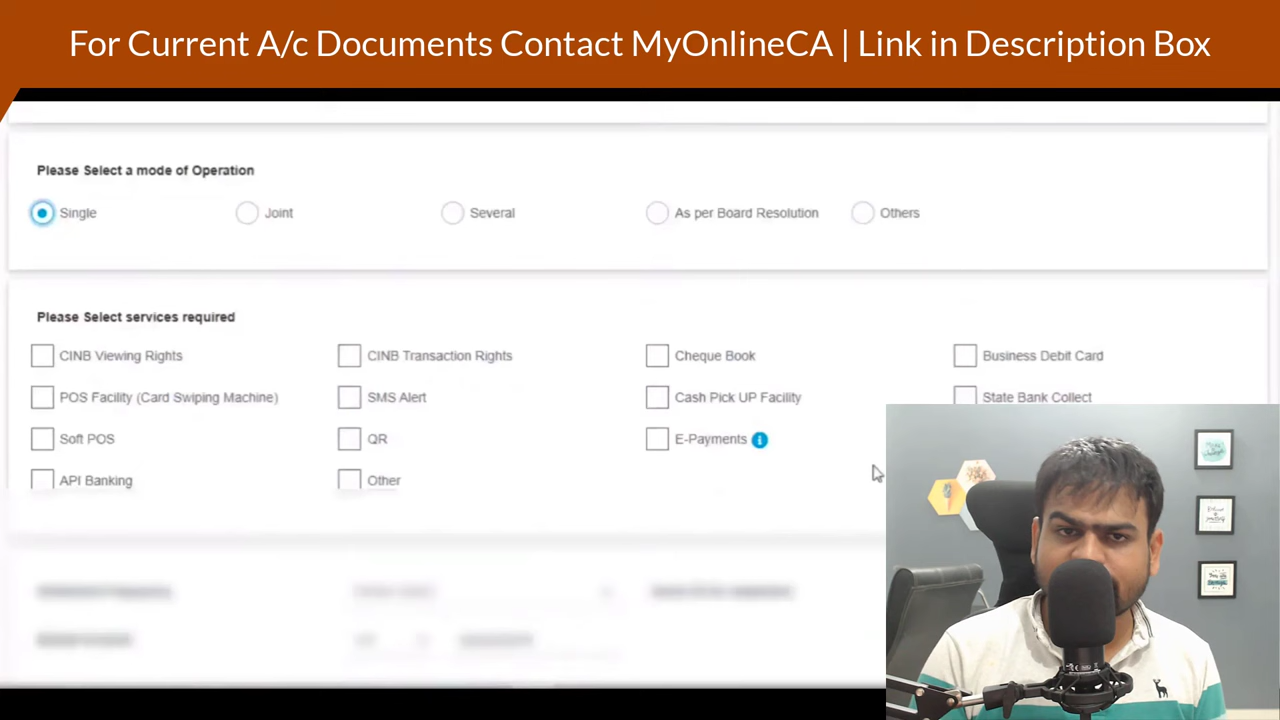 For Current A/c Documents Contact MyOnlineCA | Link in Description Box
Please Select a mode of Operation
Single Joint Several As per Board Resolution Others
Please Select services required
CINB Viewing Rights CINB Transaction Rights Cheque Book Business Debit Card
POS Facility (Card Swiping Machine) SMS Alert Cash Pick UP Facility State Bank Collect
Soft POS QR E-Payments
API Banking Other